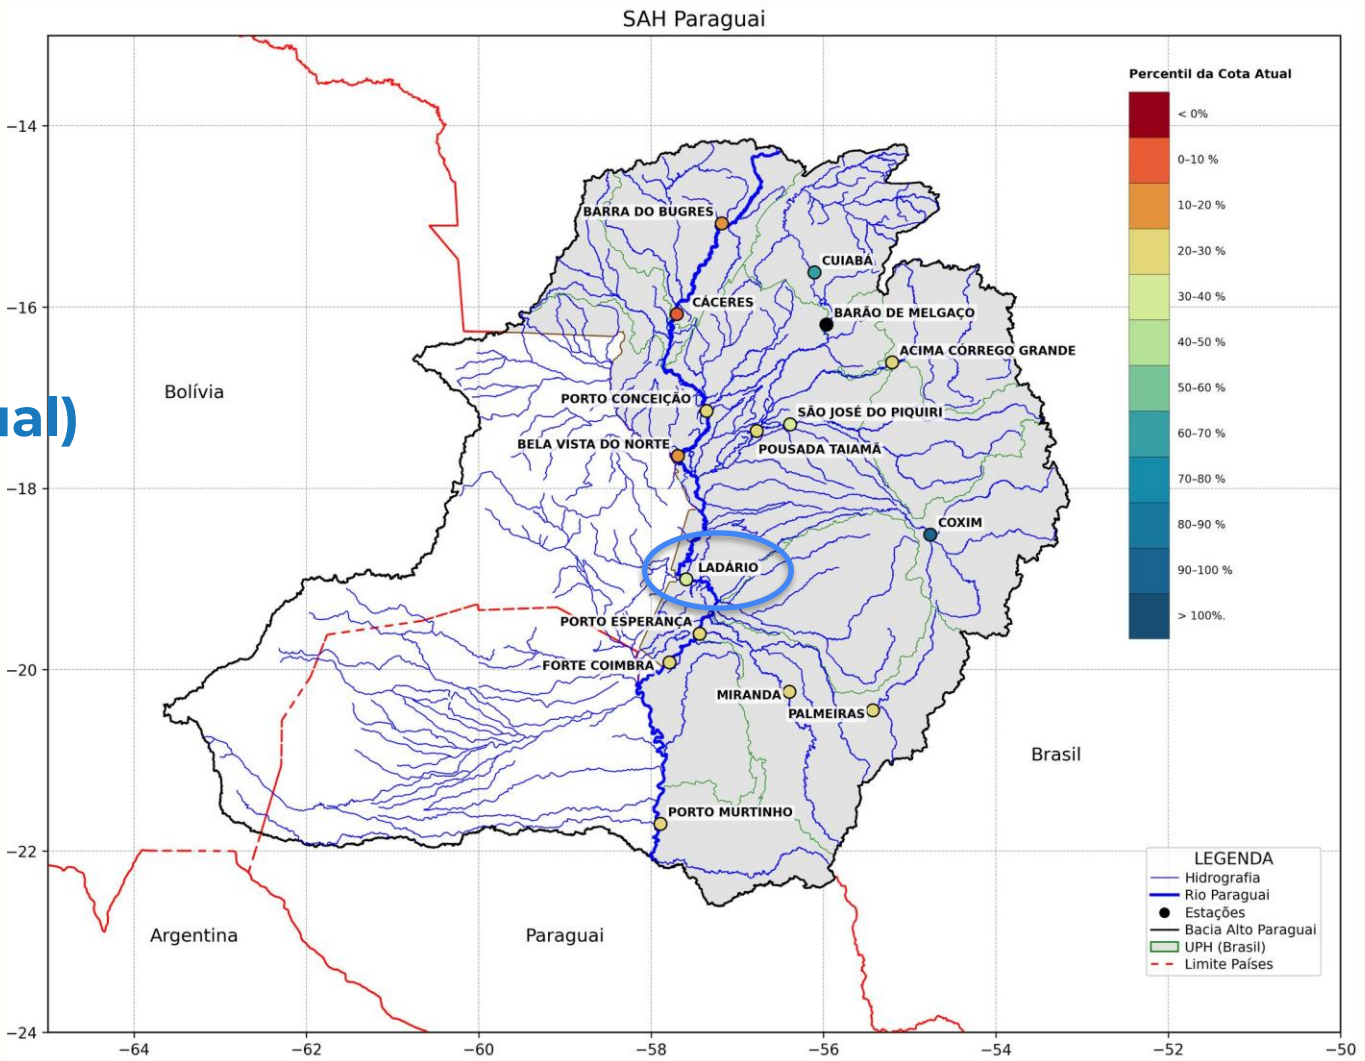 SAH Paraguai
Percentil da Cota Atual
< 0%
0–10 %
10–20 %
20–30 %
30–40 %
40–50 %
50–60 %
60–70 %
70–80 %
80–90 %
90–100 %
> 100%.
BARRA DO BUGRES
CUIABÁ
CÁCERES
BARÃO DE MELGAÇO
ACIMA CÓRREGO GRANDE
Bolívia
PORTO CONCEIÇÃO
SÃO JOSÉ DO PIQUIRI
ual)
BELA VISTA DO NORTE
POUSADA TAIAMÃ
COXIM
LADÁRIO
PORTO ESPERANÇA
FORTE COIMBRA
MIRANDA
PALMEIRAS
Brasil
PORTO MURTINHO
Argentina
Paraguai
LEGENDA
Hidrografia
Rio Paraguai
Estações
Bacia Alto Paraguai
UPH (Brasil)
Limite Países
−14
−16
−18
−20
−22
−24
−64 −62 −60 −58 −56 −54 −52 −50